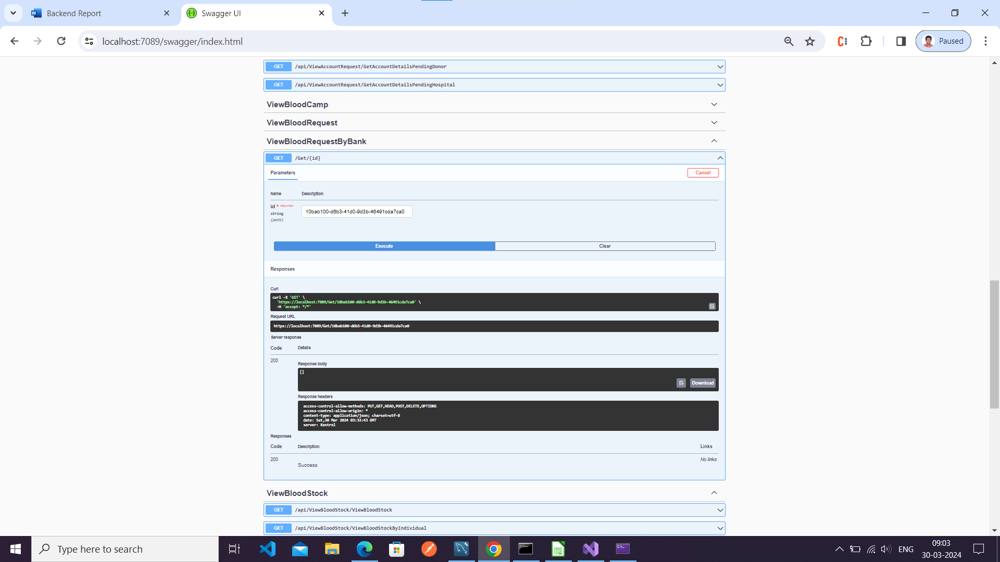 Backend Report
Swagger UI
localhost:7089/swagger/index.html
Paused
GET /api/ViewAccountRequest/GetAccountDetailsPendingDonor
GET /api/ViewAccountRequest/GetAccountDetailsPendingHospital
ViewBloodCamp
ViewBloodRequest
ViewBloodRequestByBank
GET /Get/{id}
Parameters
Cancel
Name Description
id * required
string
(path)
10bab100-d6b3-41d0-9d3b-46491cda7ca0
Execute
Clear
Responses
Curl
curl -X 'GET' \
'https://localhost:7089/Get/10bab100-d6b3-41d0-9d3b-46491cda7ca0' \
-H 'accept: */*'
Request URL
https://localhost:7089/Get/10bab100-d6b3-41d0-9d3b-46491cda7ca0
Server response
Code Details
200
Response body
[]
Download
Response headers
access-control-allow-methods: PUT,GET,HEAD,POST,DELETE,OPTIONS
access-control-allow-origin: *
content-type: application/json; charset=utf-8
date: Sat,30 Mar 2024 03:33:43 GMT
server: Kestrel
Responses
Code Description Links
200 No links
Success
ViewBloodStock
GET /api/ViewBloodStock/ViewBloodStock
GET /api/ViewBloodStock/ViewBloodStockByIndividual
Type here to search
ENG
09:03
30-03-2024